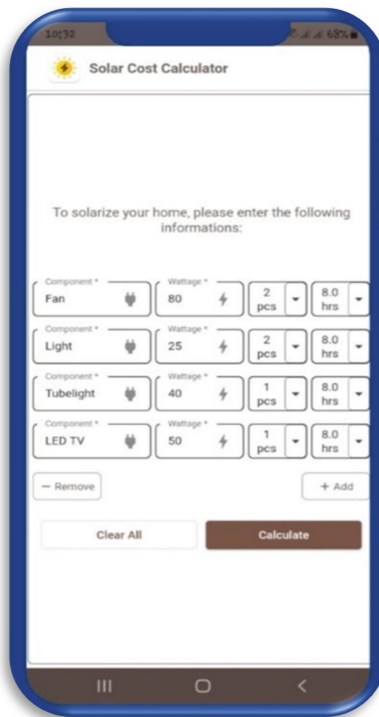 10:32 68%
Solar Cost Calculator
To solarize your home, please enter the following
informations:
Component * Wattage *
Fan 80 2 pcs 8.0 hrs
Component * Wattage *
Light 25 2 pcs 8.0 hrs
Component * Wattage *
Tubelight 40 1 pcs 8.0 hrs
Component * Wattage *
LED TV 50 1 pcs 8.0 hrs
− Remove + Add
Clear All Calculate